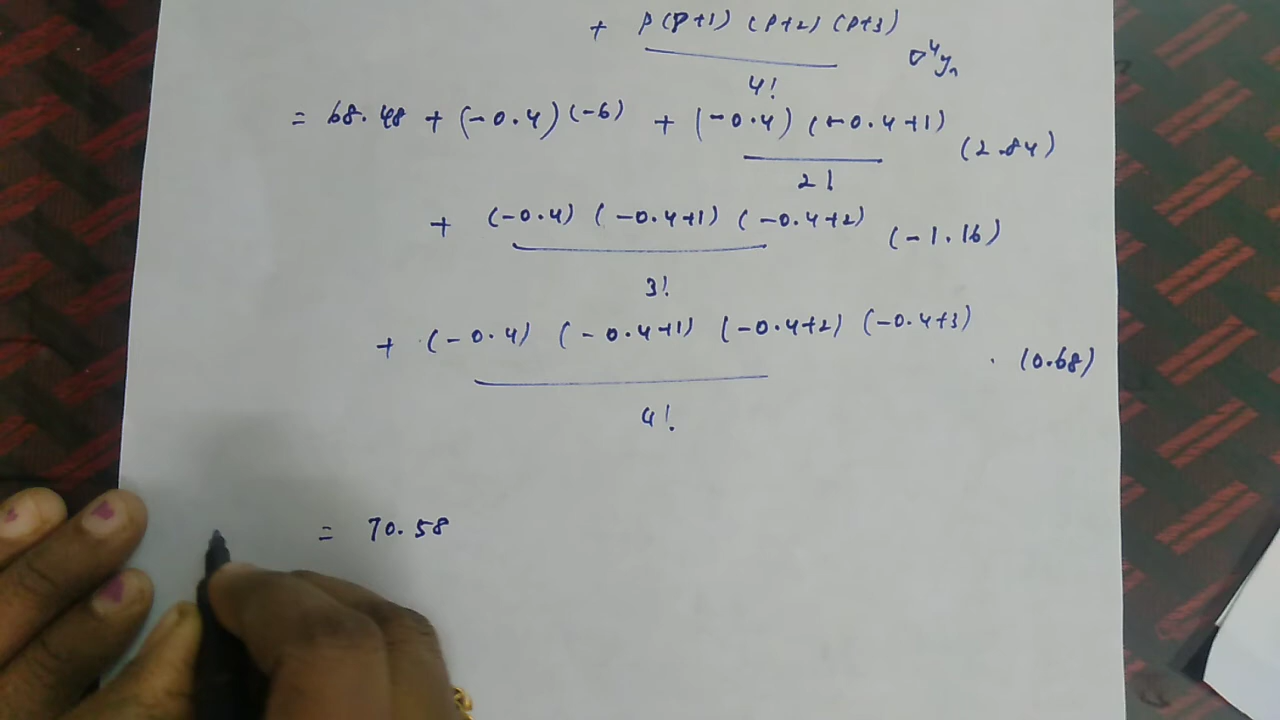 + p(p+1) (p+2) (p+3) / 4! ∇⁴yₙ
= 68.48 + (-0.4)(-6) + (-0.4) (-0.4+1) / 2! (2.84)
+ (-0.4) (-0.4+1) (-0.4+2) / 3! (-1.16)
+ (-0.4) (-0.4+1) (-0.4+2) (-0.4+3) / 4! . (0.68)
= 70.58